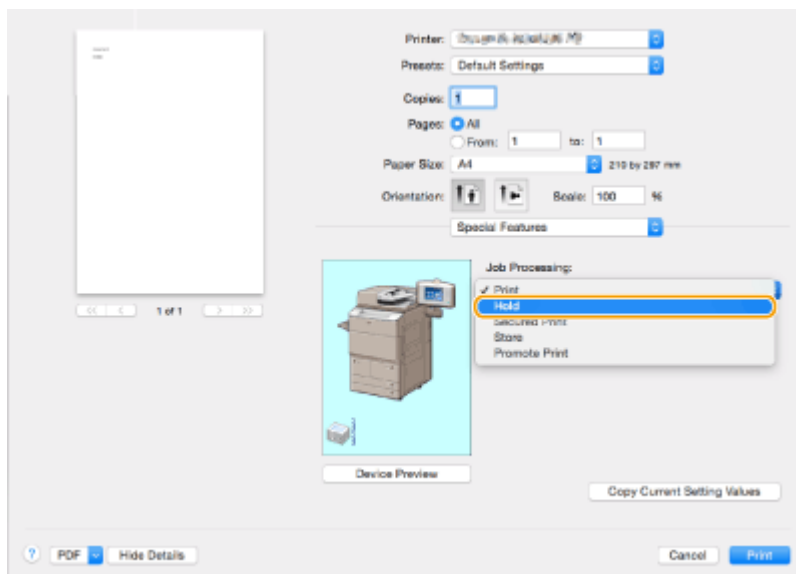 Printer:
Presets: Default Settings
Copies: 1
Pages: All
From: 1 to: 1
Paper Size: A4 210 by 297 mm
Orientation: Scale: 100 %
Special Features
Job Processing:
✓ Print
Hold
Secured Print
Store
Promote Print
<< < 1 of 1 > >>
Device Preview
Copy Current Setting Values
? PDF Hide Details Cancel Print